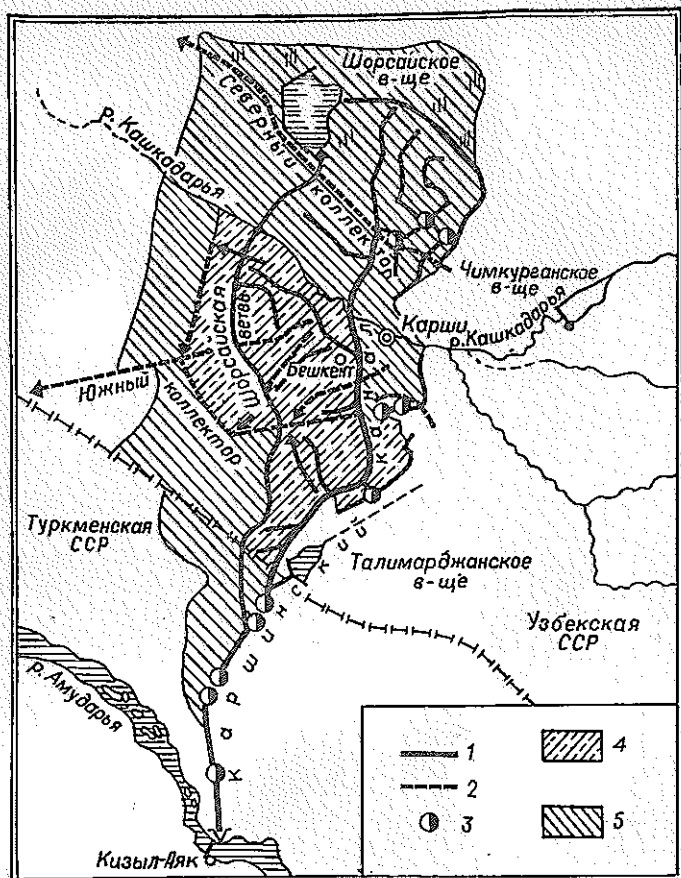 Шорсайское
в-ще
р. Кашкадарья
Северный коллектор
Чимкурганское
в-ще
р. Кашкадарья
Карши
Шорсайская
ветвь
Бешкент
Южный
коллектор
Туркменская
ССР
Талимарджанское
в-ще
Узбекская
ССР
Каршинский канал
р. Амударья
Кизыл-Аяк
1
2
3
4
5